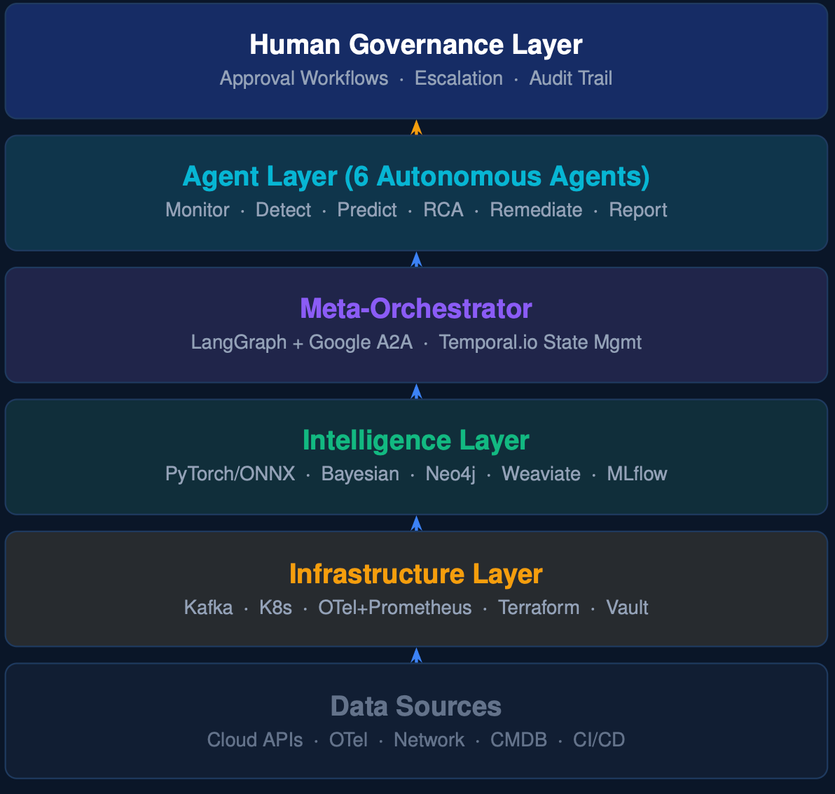 Human Governance Layer
Approval Workflows · Escalation · Audit Trail
Agent Layer (6 Autonomous Agents)
Monitor · Detect · Predict · RCA · Remediate · Report
Meta-Orchestrator
LangGraph + Google A2A · Temporal.io State Mgmt
Intelligence Layer
PyTorch/ONNX · Bayesian · Neo4j · Weaviate · MLflow
Infrastructure Layer
Kafka · K8s · OTel+Prometheus · Terraform · Vault
Data Sources
Cloud APIs · OTel · Network · CMDB · CI/CD